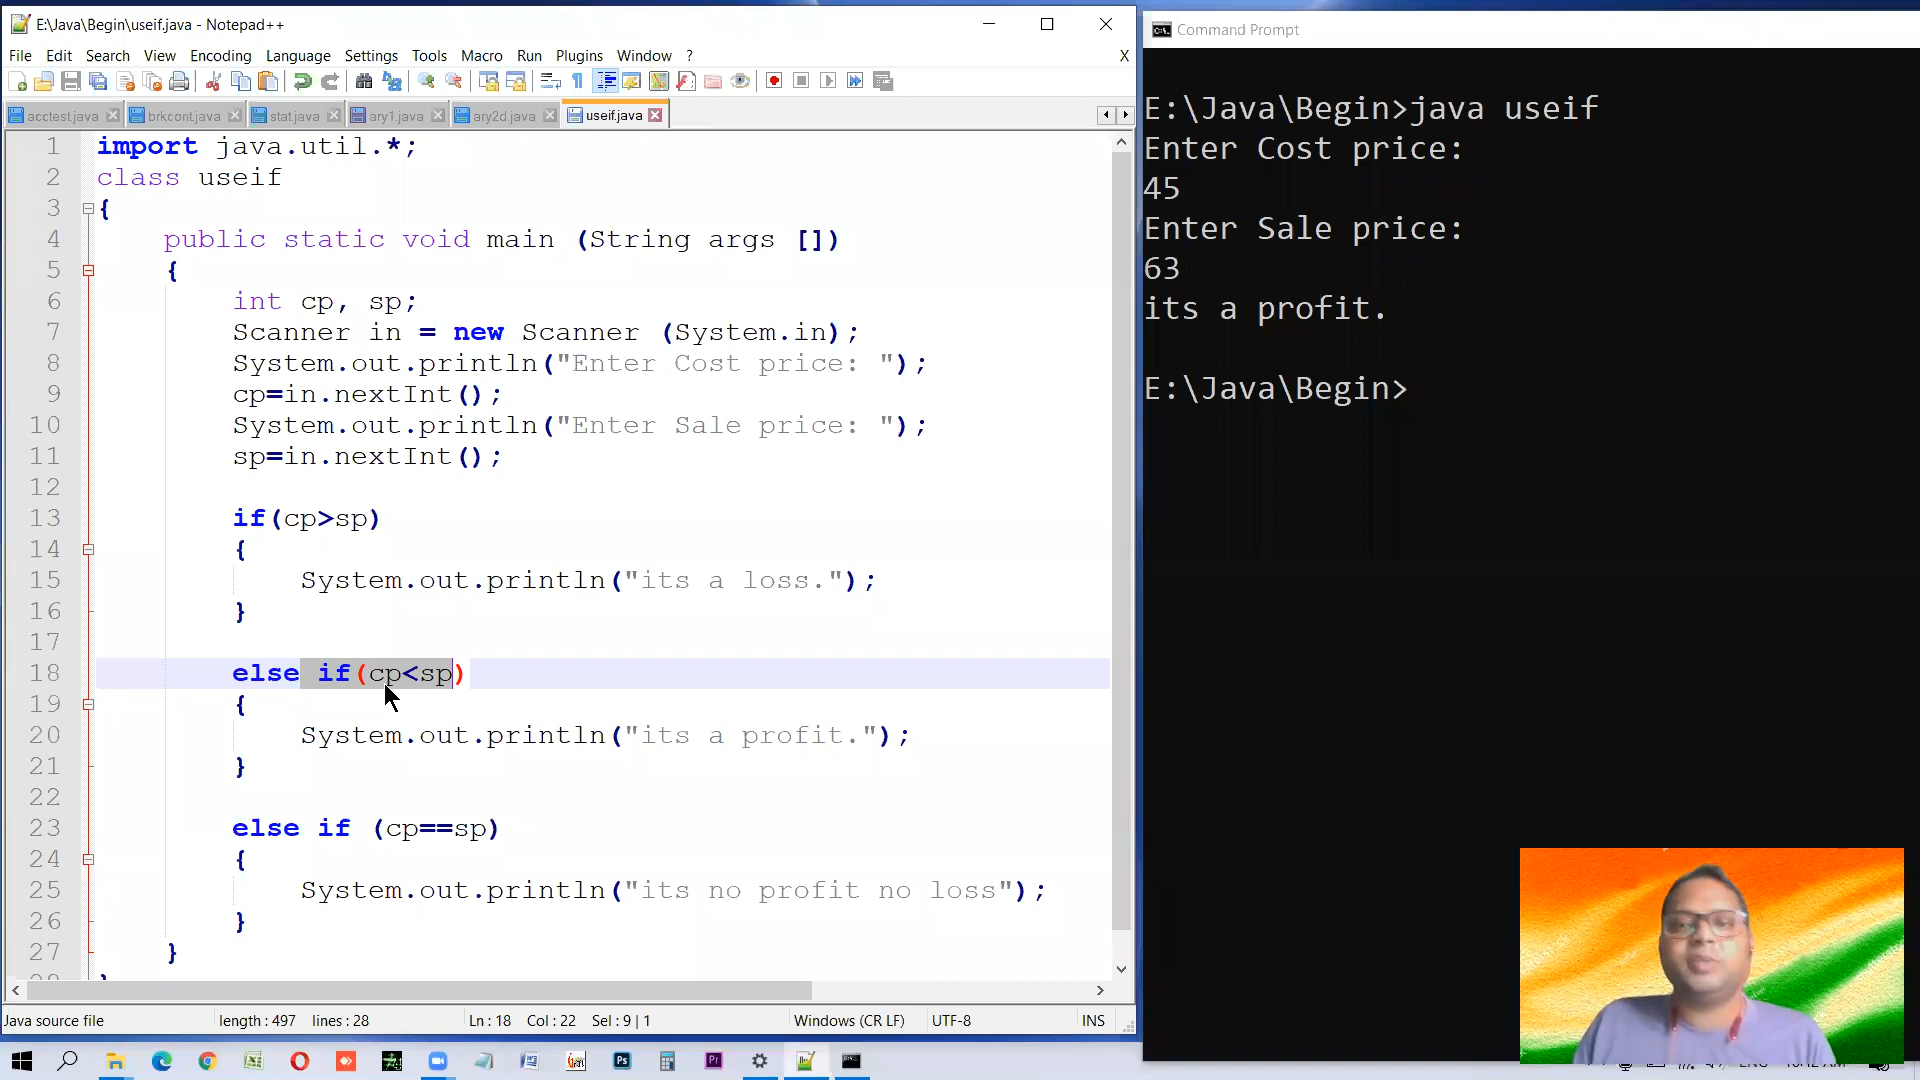 E:\Java\Begin\useif.java - Notepad++
File Edit Search View Encoding Language Settings Tools Macro Run Plugins Window ? X
acctest.java brkcont.java stat.java ary1.java ary2d.java useif.java
1 import java.util.*;
2 class useif
3 {
4 public static void main (String args [])
5 {
6 int cp, sp;
7 Scanner in = new Scanner (System.in);
8 System.out.println("Enter Cost price: ");
9 cp=in.nextInt();
10 System.out.println("Enter Sale price: ");
11 sp=in.nextInt();
12
13 if(cp>sp)
14 {
15 System.out.println("its a loss.");
16 }
17
18 else if(cp<sp)
19 {
20 System.out.println("its a profit.");
21 }
22
23 else if (cp==sp)
24 {
25 System.out.println("its no profit no loss");
26 }
27 }
Java source file length : 497 lines : 28 Ln : 18 Col : 22 Sel : 9 | 1 Windows (CR LF) UTF-8 INS
Command Prompt
E:\Java\Begin>java useif
Enter Cost price:
45
Enter Sale price:
63
its a profit.
E:\Java\Begin>
Ps
Pr